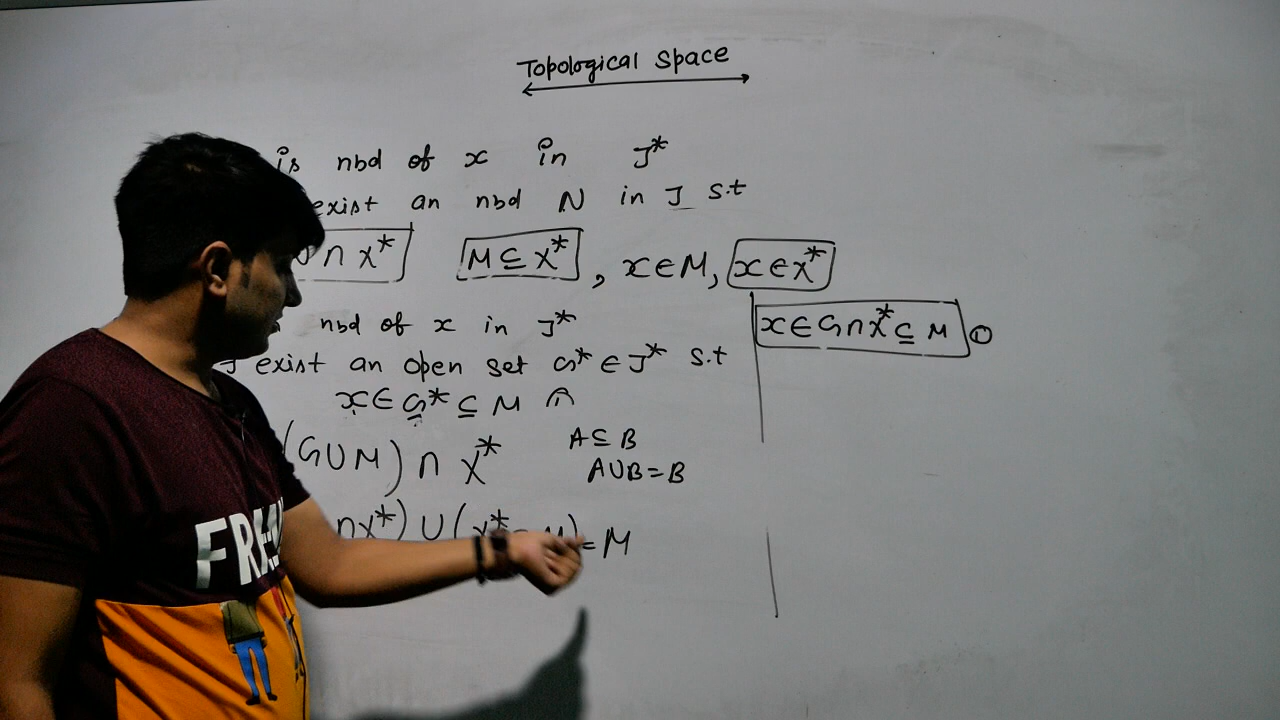 Topological Space
is nbd of x in J*
exist an nbd N in J s.t
∩ X* M ⊆ X* , x ∈ M, x ∈ X*
nbd of x in J*
x ∈ G ∩ X* ⊆ M ①
exist an open set G* ∈ J* s.t
x ∈ G* ⊆ M
(G ∪ M) ∩ X*
A ⊆ B
A ∪ B = B
∩ X*) ∪ (X* ∩ M) = M
FRE